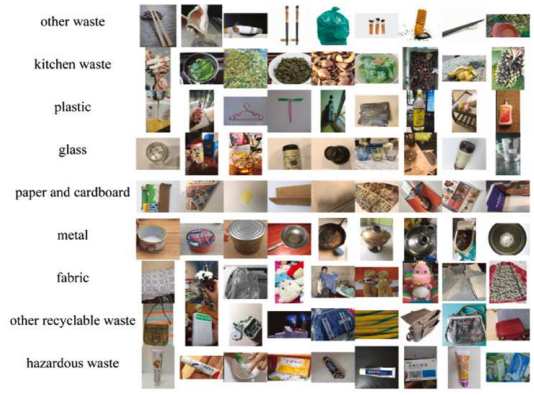 other waste
kitchen waste
plastic
glass
paper and cardboard
metal
fabric
other recyclable waste
hazardous waste